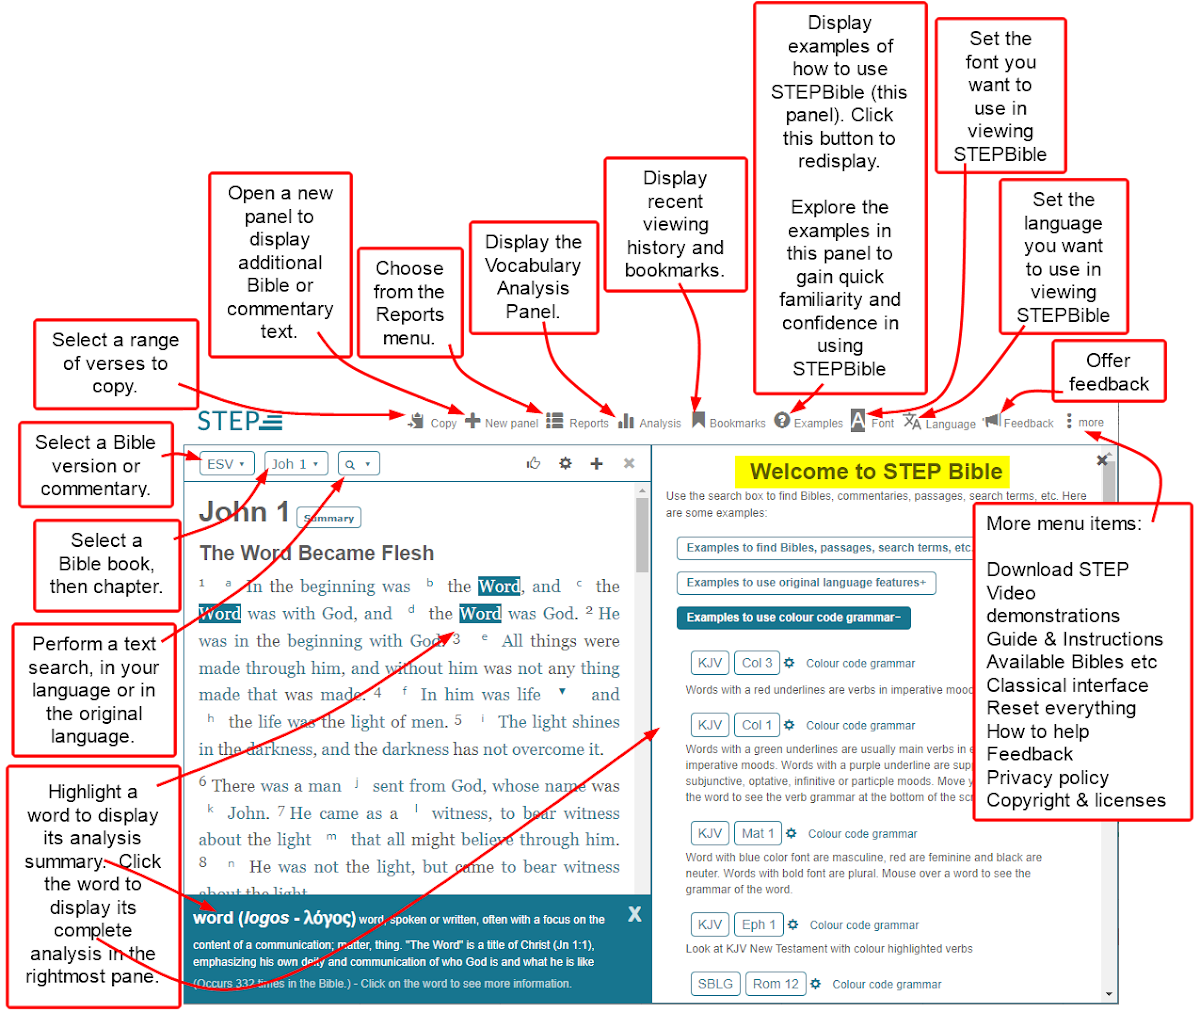 Display
examples of
how to use
STEPBible (this
panel). Click
this button to
redisplay.
Explore the
examples in
this panel to
gain quick
familiarity and
confidence in
using
STEPBible
Set the
font you
want to
use in
viewing
STEPBible
Display
recent
viewing
history and
bookmarks.
Open a new
panel to
display
additional
Bible or
commentary
text.
Set the
language
you want
to use in
viewing
STEPBible
Display the
Vocabulary
Analysis
Panel.
Choose
from the
Reports
menu.
Select a range
of verses to
copy.
Offer
feedback
STEP
Copy New panel Reports Analysis Bookmarks Examples A Font Language Feedback more
Select a Bible
version or
commentary.
Select a
Bible book,
then chapter.
Perform a text
search, in your
language or in
the original
language.
Highlight a
word to display
its analysis
summary. Click
the word to
display its
complete
analysis in the
rightmost pane.
ESV Joh 1
John 1 Summary
The Word Became Flesh
1 a In the beginning was b the Word, and c the
Word was with God, and d the Word was God. 2 He
was in the beginning with God. 3 e All things were
made through him, and without him was not any thing
made that was made. 4 f In him was life and
h the life was the light of men. 5 i The light shines
in the darkness, and the darkness has not overcome it.
6 There was a man j sent from God, whose name was
k John. 7 He came as a l witness, to bear witness
about the light m that all might believe through him.
8 n He was not the light, but came to bear witness
about the light.
word (logos - λόγος) word, spoken or written, often with a focus on the
content of a communication; matter, thing. "The Word" is a title of Christ (Jn 1:1),
emphasizing his own deity and communication of who God is and what he is like
(Occurs 332 times in the Bible.) - Click on the word to see more information.
X
Welcome to STEP Bible
Use the search box to find Bibles, commentaries, passages, search terms, etc. Here
are some examples:
Examples to find Bibles, passages, search terms, etc.
Examples to use original language features+
Examples to use colour code grammar−
KJV Col 3 Colour code grammar
Words with a red underlines are verbs in imperative mood
KJV Col 1 Colour code grammar
Words with a green underlines are usually main verbs in
imperative moods. Words with a purple underline are
subjunctive, optative, infinitive or particple moods. Move
the word to see the verb grammar at the bottom of the
KJV Mat 1 Colour code grammar
Word with blue color font are masculine, red are feminine and black are
neuter. Words with bold font are plural. Mouse over a word to see the
grammar of the word.
KJV Eph 1 Colour code grammar
Look at KJV New Testament with colour highlighted verbs
SBLG Rom 12 Colour code grammar
More menu items:
Download STEP
Video
demonstrations
Guide & Instructions
Available Bibles etc
Classical interface
Reset everything
How to help
Feedback
Privacy policy
Copyright & licenses